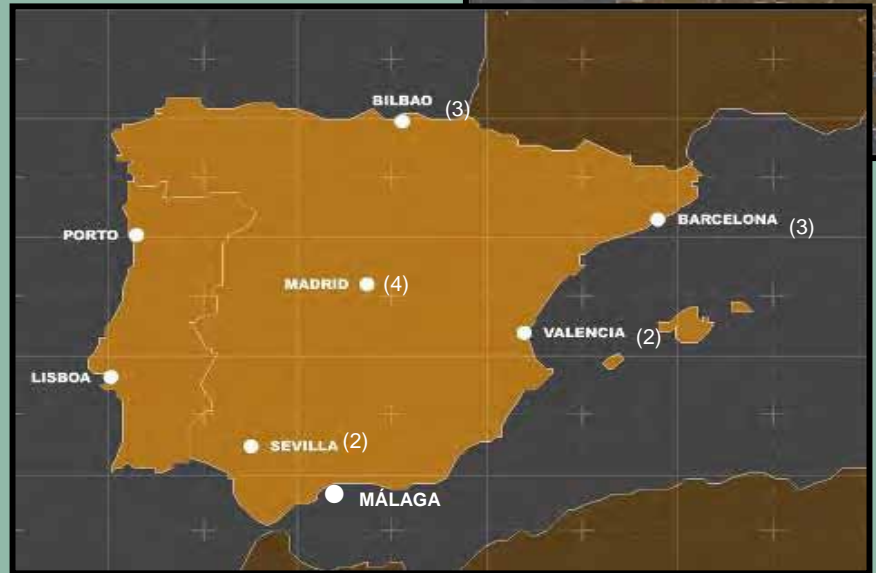 BILBAO (3)
BARCELONA (3)
PORTO
MADRID (4)
VALENCIA (2)
LISBOA
SEVILLA (2)
MÁLAGA